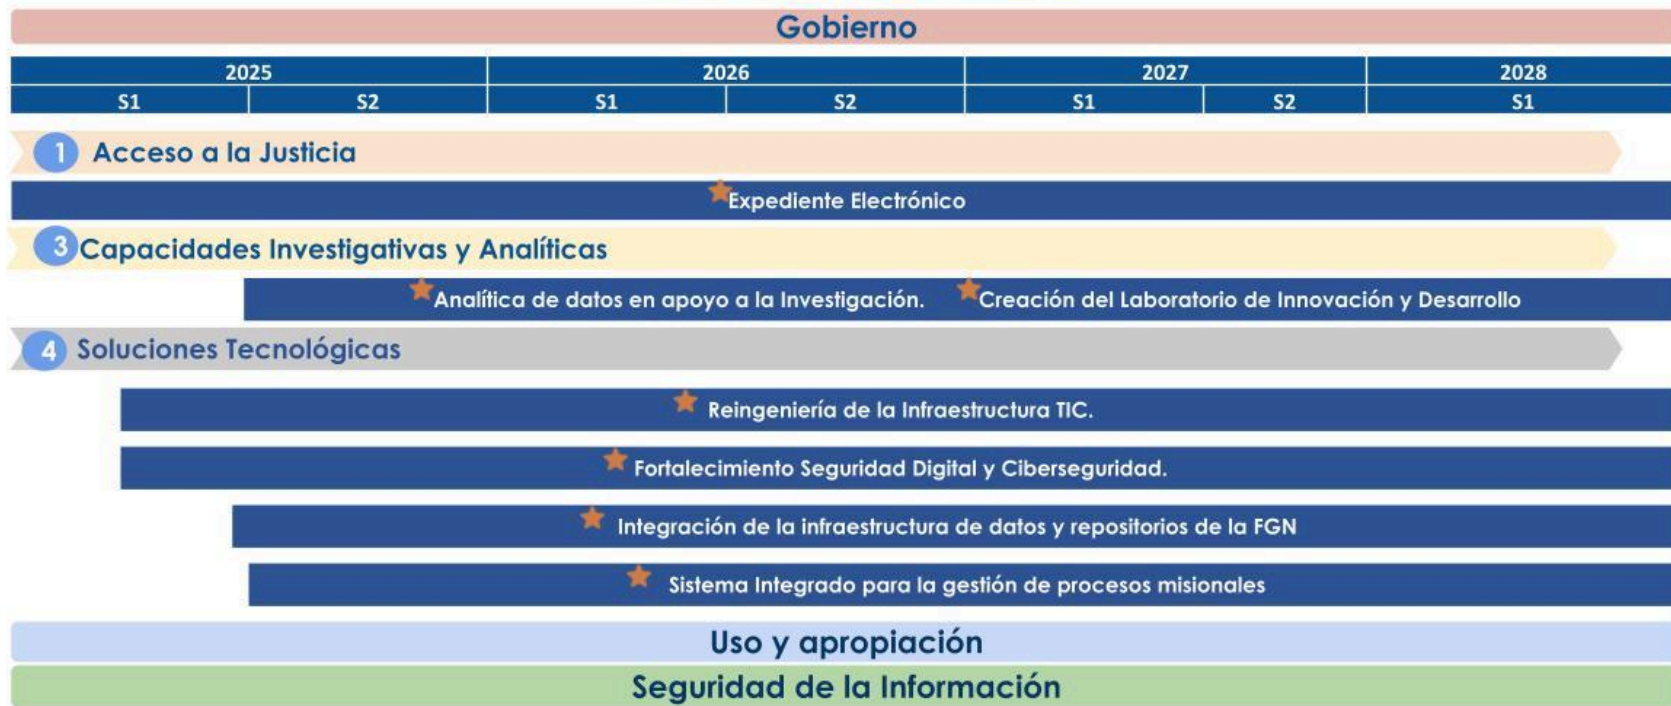 Gobierno
2025 2026 2027 2028
S1 S2 S1 S2 S1 S2 S1
1 Acceso a la Justicia
Expediente Electrónico
3 Capacidades Investigativas y Analíticas
Analítica de datos en apoyo a la Investigación. Creación del Laboratorio de Innovación y Desarrollo
4 Soluciones Tecnológicas
Reingeniería de la Infraestructura TIC.
Fortalecimiento Seguridad Digital y Ciberseguridad.
Integración de la infraestructura de datos y repositorios de la FGN
Sistema Integrado para la gestión de procesos misionales
Uso y apropiación
Seguridad de la Información